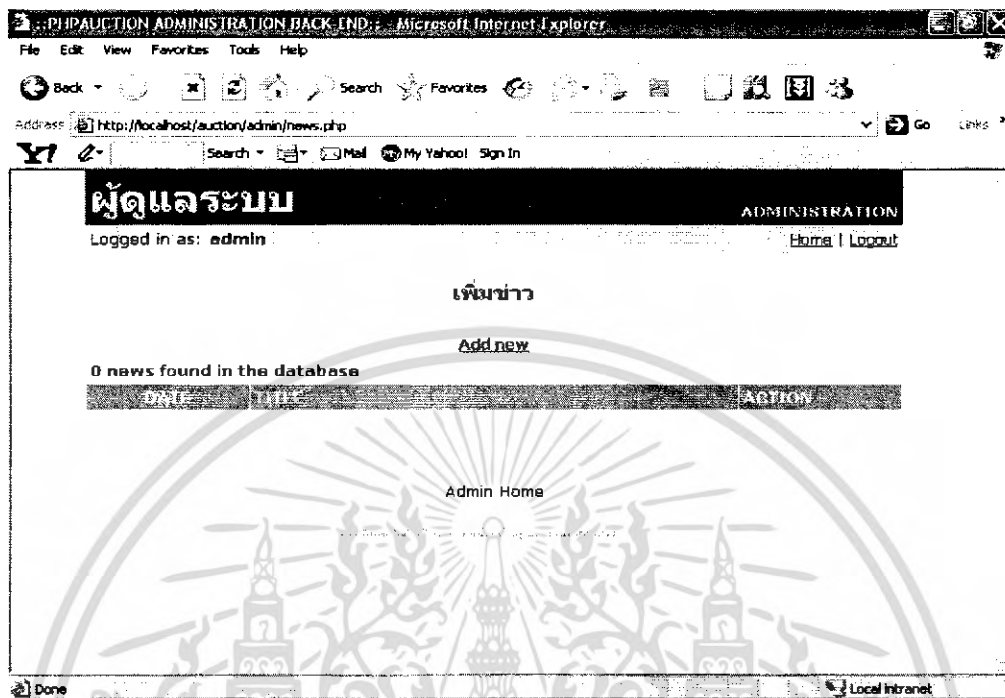 ::PHPAUCTION ADMINISTRATION BACK-END:: - Microsoft Internet Explorer
File Edit View Favorites Tools Help
Back Search Favorites
Address http://localhost/auction/admin/news.php Go Links
Y! Search Mail My Yahoo! Sign In
ผู้ดูแลระบบ ADMINISTRATION
Logged in as: admin Home | Logout
เพิ่มข่าว
Add new
0 news found in the database
DATE TITLE ACTION
Admin Home
Done Local intranet